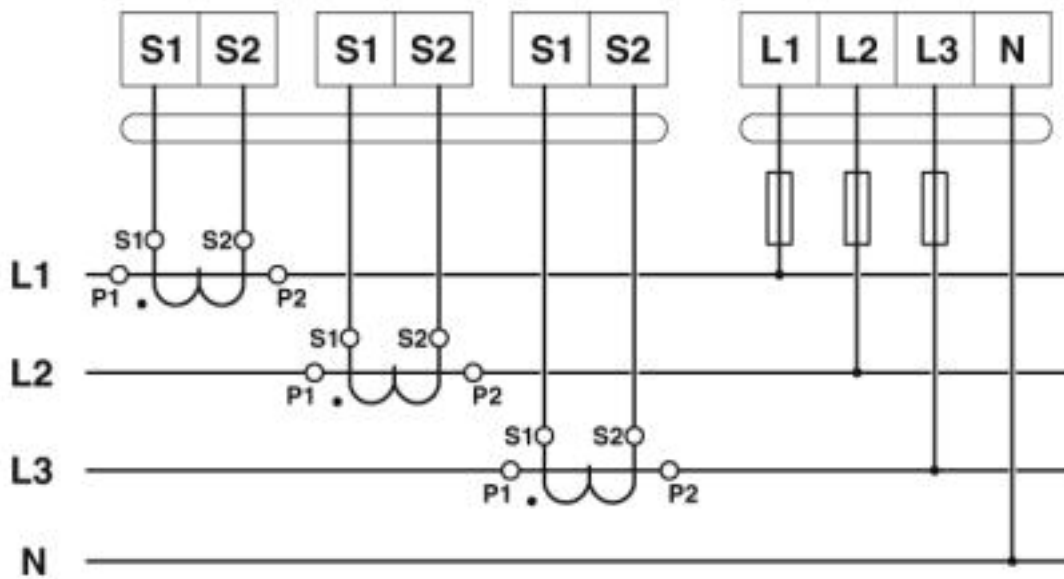 S1 S2 S1 S2 S1 S2 L1 L2 L3 N
S1 S2
L1
P1 P2
S1 S2
L2
P1 P2
S1 S2
L3
P1 P2
N